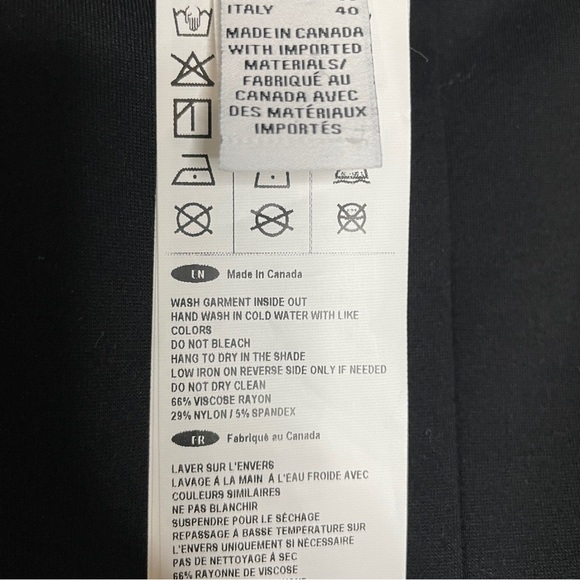 ITALY 40
MADE IN CANADA
WITH IMPORTED
MATERIALS/
FABRIQUÉ AU
CANADA AVEC
DES MATÉRIAUX
IMPORTÉS
EN Made In Canada
WASH GARMENT INSIDE OUT
HAND WASH IN COLD WATER WITH LIKE
COLORS
DO NOT BLEACH
HANG TO DRY IN THE SHADE
LOW IRON ON REVERSE SIDE ONLY IF NEEDED
DO NOT DRY CLEAN
66% VISCOSE RAYON
29% NYLON / 5% SPANDEX
FR Fabriqué au Canada
LAVER SUR L'ENVERS
LAVAGE Á LA MAIN Á L'EAU FROIDE AVEC
COULEURS SIMILAIRES
NE PAS BLANCHIR
SUSPENDRE POUR LE SÉCHAGE
REPASSAGE Á BASSE TEMPÉRATURE SUR
L'ENVERS UNIQUEMENT SI NÉCESSAIRE
PAS DE NETTOYAGE Á SEC
66% RAYONNE DE VISCOSE